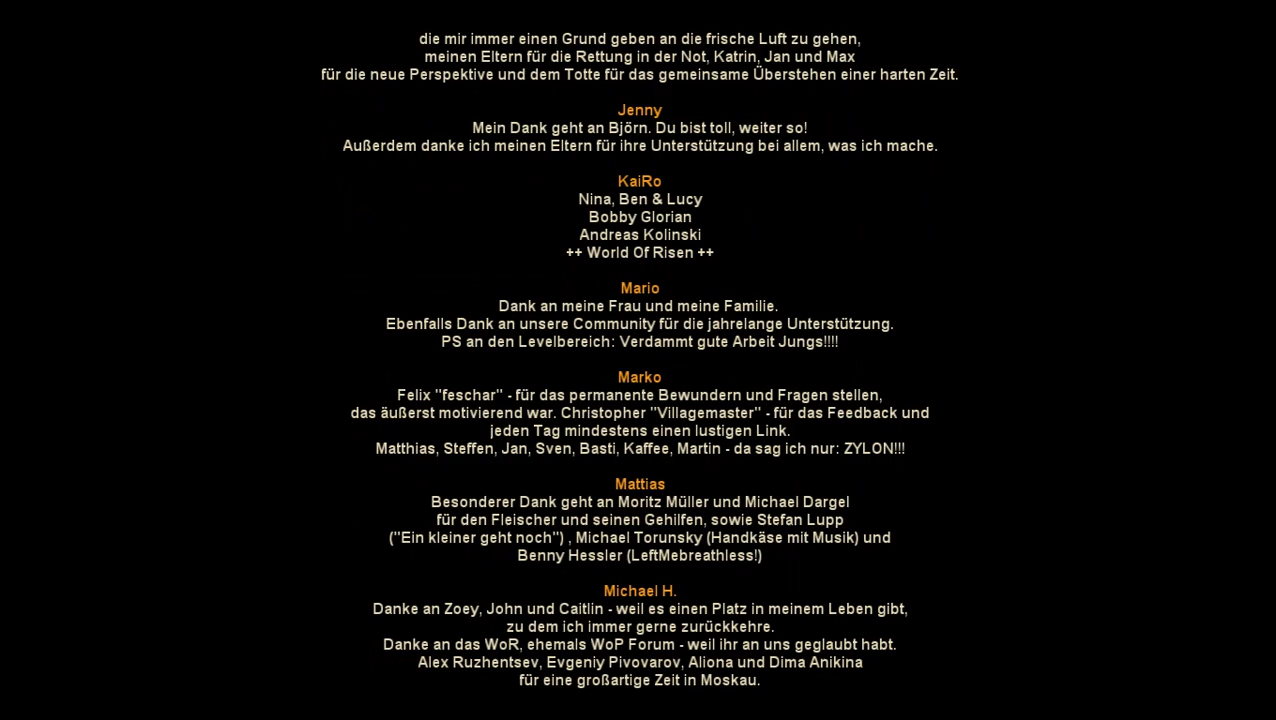 die mir immer einen Grund geben an die frische Luft zu gehen,
meinen Eltern für die Rettung in der Not, Katrin, Jan und Max
für die neue Perspektive und dem Totte für das gemeinsame Überstehen einer harten Zeit.
Jenny
Mein Dank geht an Björn. Du bist toll, weiter so!
Außerdem danke ich meinen Eltern für ihre Unterstützung bei allem, was ich mache.
KaiRo
Nina, Ben & Lucy
Bobby Glorian
Andreas Kolinski
++ World Of Risen ++
Mario
Dank an meine Frau und meine Familie.
Ebenfalls Dank an unsere Community für die jahrelange Unterstützung.
PS an den Levelbereich: Verdammt gute Arbeit Jungs!!!!
Marko
Felix "feschar" - für das permanente Bewundern und Fragen stellen,
das äußerst motivierend war. Christopher "Villagemaster" - für das Feedback und
jeden Tag mindestens einen lustigen Link.
Matthias, Steffen, Jan, Sven, Basti, Kaffee, Martin - da sag ich nur: ZYLON!!!
Mattias
Besonderer Dank geht an Moritz Müller und Michael Dargel
für den Fleischer und seinen Gehilfen, sowie Stefan Lupp
("Ein kleiner geht noch") , Michael Torunsky (Handkäse mit Musik) und
Benny Hessler (LeftMebreathless!)
Michael H.
Danke an Zoey, John und Caitlin - weil es einen Platz in meinem Leben gibt,
zu dem ich immer gerne zurückkehre.
Danke an das WoR, ehemals WoP Forum - weil ihr an uns geglaubt habt.
Alex Ruzhentsev, Evgeniy Pivovarov, Aliona und Dima Anikina
für eine großartige Zeit in Moskau.